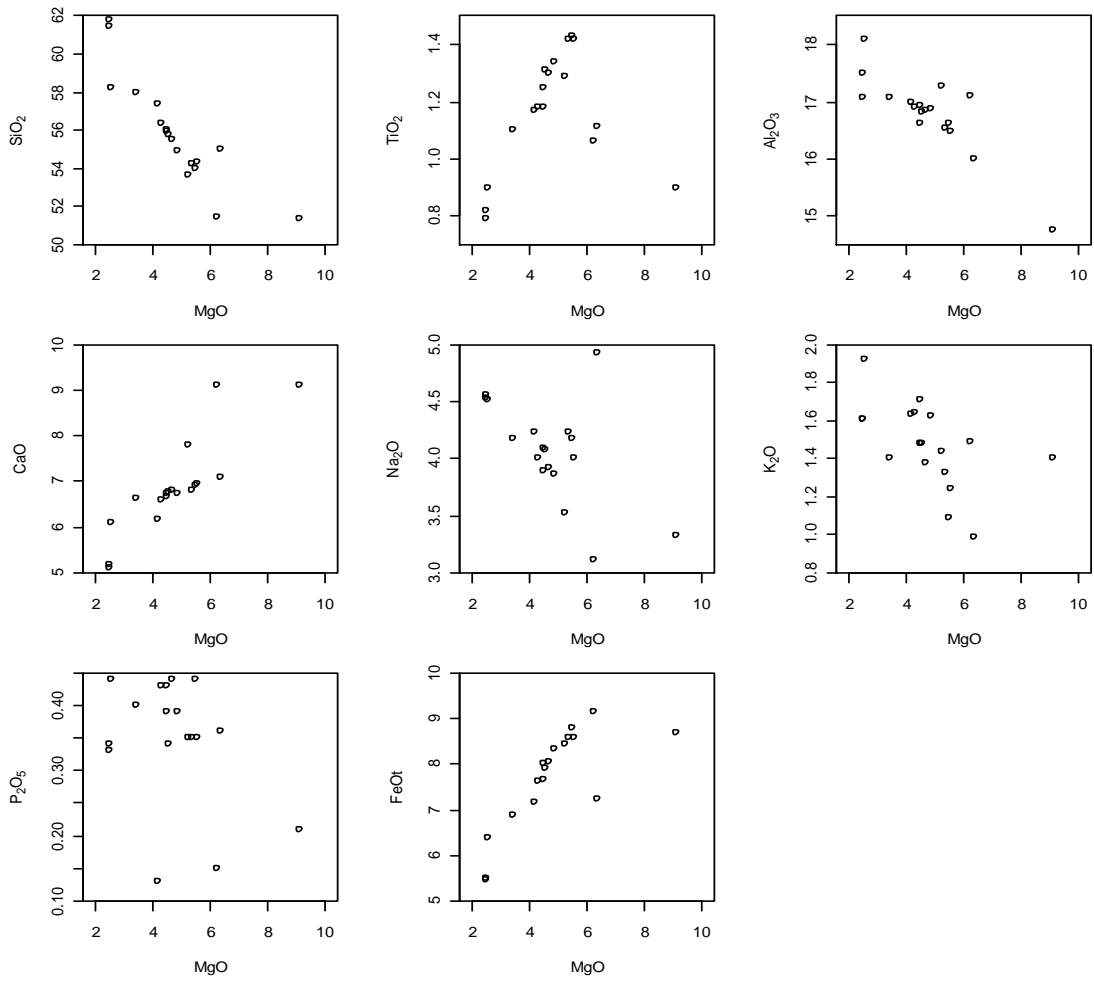 SiO2
50 52 54 56 58 60 62
2 4 6 8 10
MgO
TiO2
0.8 1.0 1.2 1.4
2 4 6 8 10
MgO
Al2O3
15 16 17 18
2 4 6 8 10
MgO
CaO
5 6 7 8 9 10
2 4 6 8 10
MgO
Na2O
3.0 3.5 4.0 4.5 5.0
2 4 6 8 10
MgO
K2O
0.8 1.0 1.2 1.4 1.6 1.8 2.0
2 4 6 8 10
MgO
P2O5
0.10 0.20 0.30 0.40
2 4 6 8 10
MgO
FeOt
5 6 7 8 9 10
2 4 6 8 10
MgO